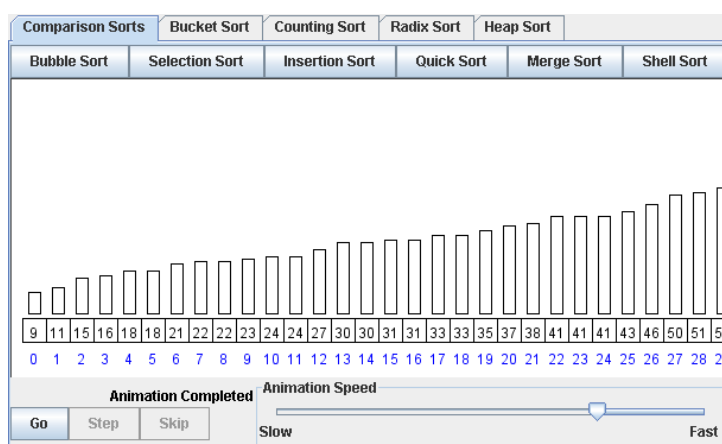 Comparison Sorts Bucket Sort Counting Sort Radix Sort Heap Sort
Bubble Sort Selection Sort Insertion Sort Quick Sort Merge Sort Shell Sort
9 11 15 16 18 18 21 22 22 23 24 24 27 30 30 31 31 33 33 35 37 38 41 41 41 43 46 50 51
0 1 2 3 4 5 6 7 8 9 10 11 12 13 14 15 16 17 18 19 20 21 22 23 24 25 26 27 28
Animation Completed Animation Speed
Go Step Skip
Slow Fast